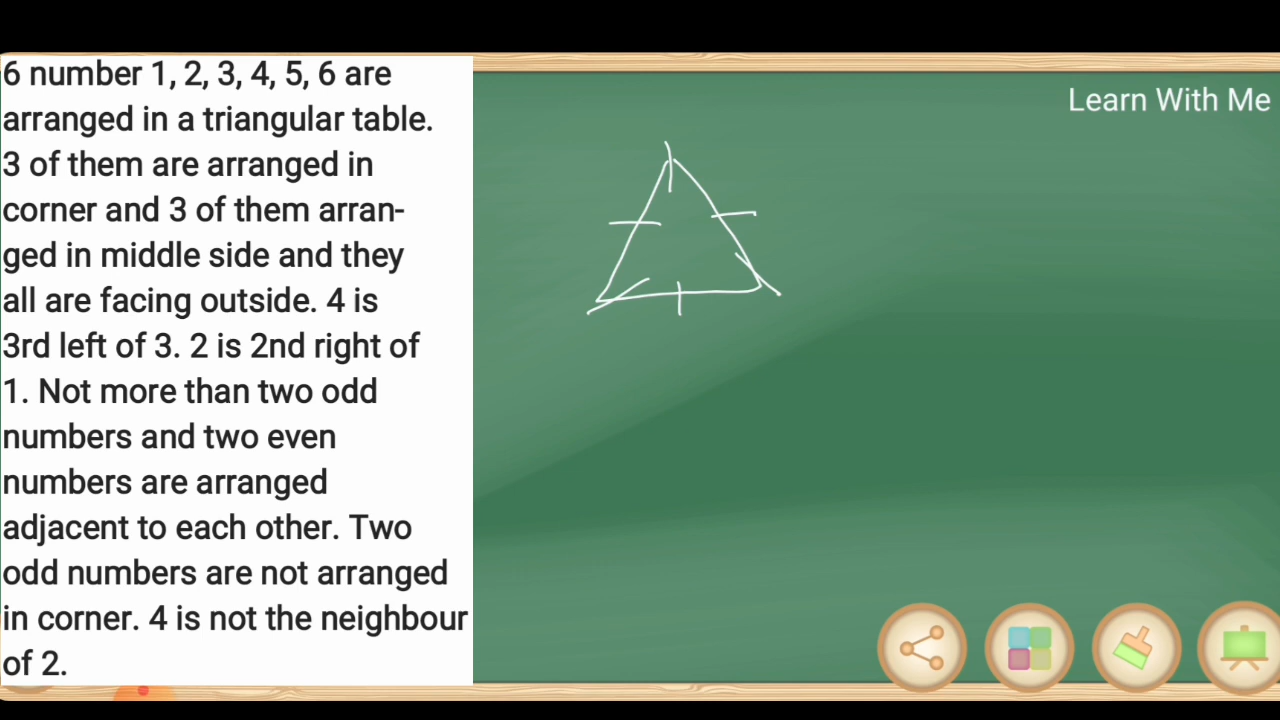 6 number 1, 2, 3, 4, 5, 6 are
arranged in a triangular table.
3 of them are arranged in
corner and 3 of them arran-
ged in middle side and they
all are facing outside. 4 is
3rd left of 3. 2 is 2nd right of
1. Not more than two odd
numbers and two even
numbers are arranged
adjacent to each other. Two
odd numbers are not arranged
in corner. 4 is not the neighbour
of 2.
Learn With Me